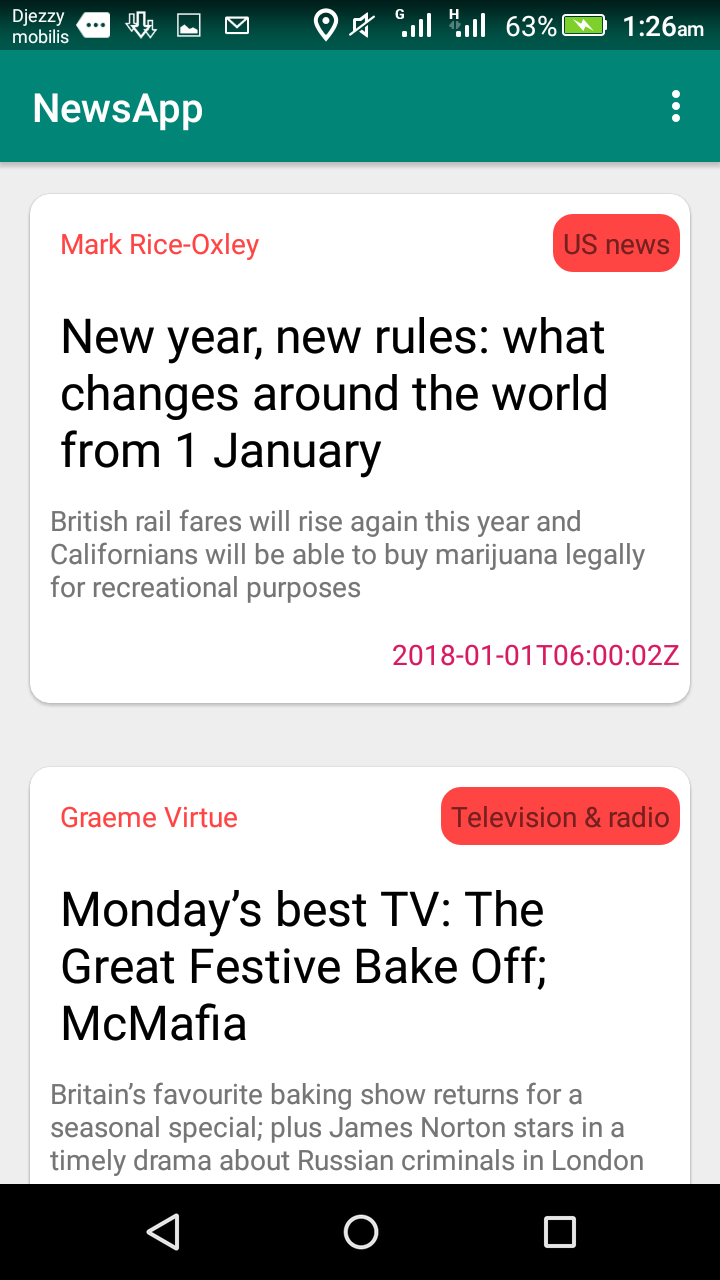 Djezzy
mobilis
G
H
63%
1:26am
NewsApp
Mark Rice-Oxley
US news
New year, new rules: what
changes around the world
from 1 January
British rail fares will rise again this year and
Californians will be able to buy marijuana legally
for recreational purposes
2018-01-01T06:00:02Z
Graeme Virtue
Television & radio
Monday’s best TV: The
Great Festive Bake Off;
McMafia
Britain’s favourite baking show returns for a
seasonal special; plus James Norton stars in a
timely drama about Russian criminals in London